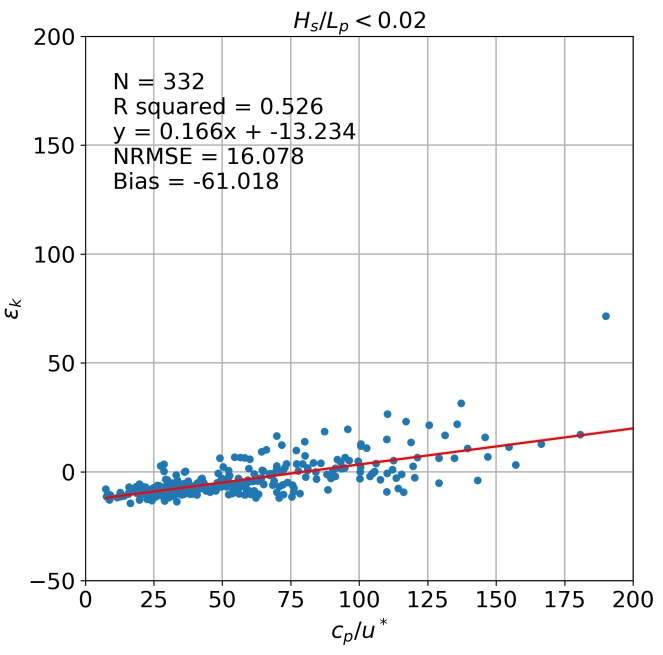 H_s/L_p < 0.02
200
N = 332
R squared = 0.526
y = 0.166x + -13.234
150
NRMSE = 16.078
Bias = -61.018
100
ε_k
50
0
−50
0 25 50 75 100 125 150 175 200
c_p/u^*